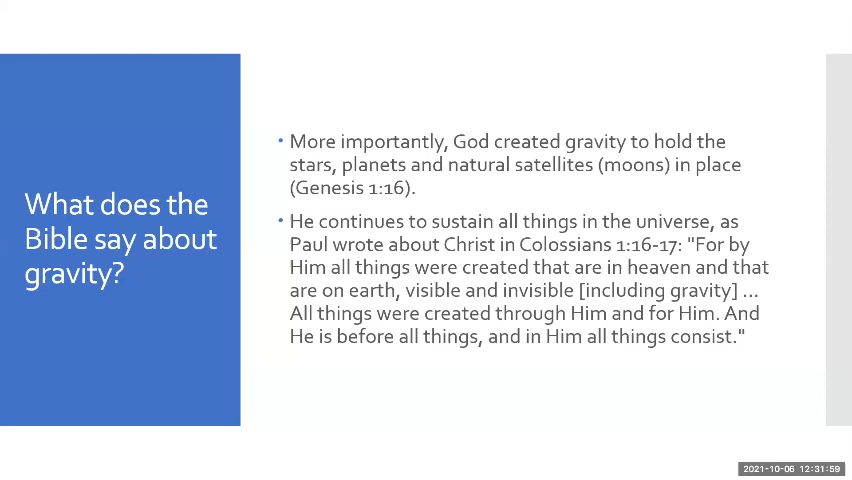 What does the
Bible say about
gravity?
• More importantly, God created gravity to hold the
stars, planets and natural satellites (moons) in place
(Genesis 1:16).
• He continues to sustain all things in the universe, as
Paul wrote about Christ in Colossians 1:16-17: "For by
Him all things were created that are in heaven and that
are on earth, visible and invisible [including gravity] ...
All things were created through Him and for Him. And
He is before all things, and in Him all things consist."
2021-10-06 12:31:59